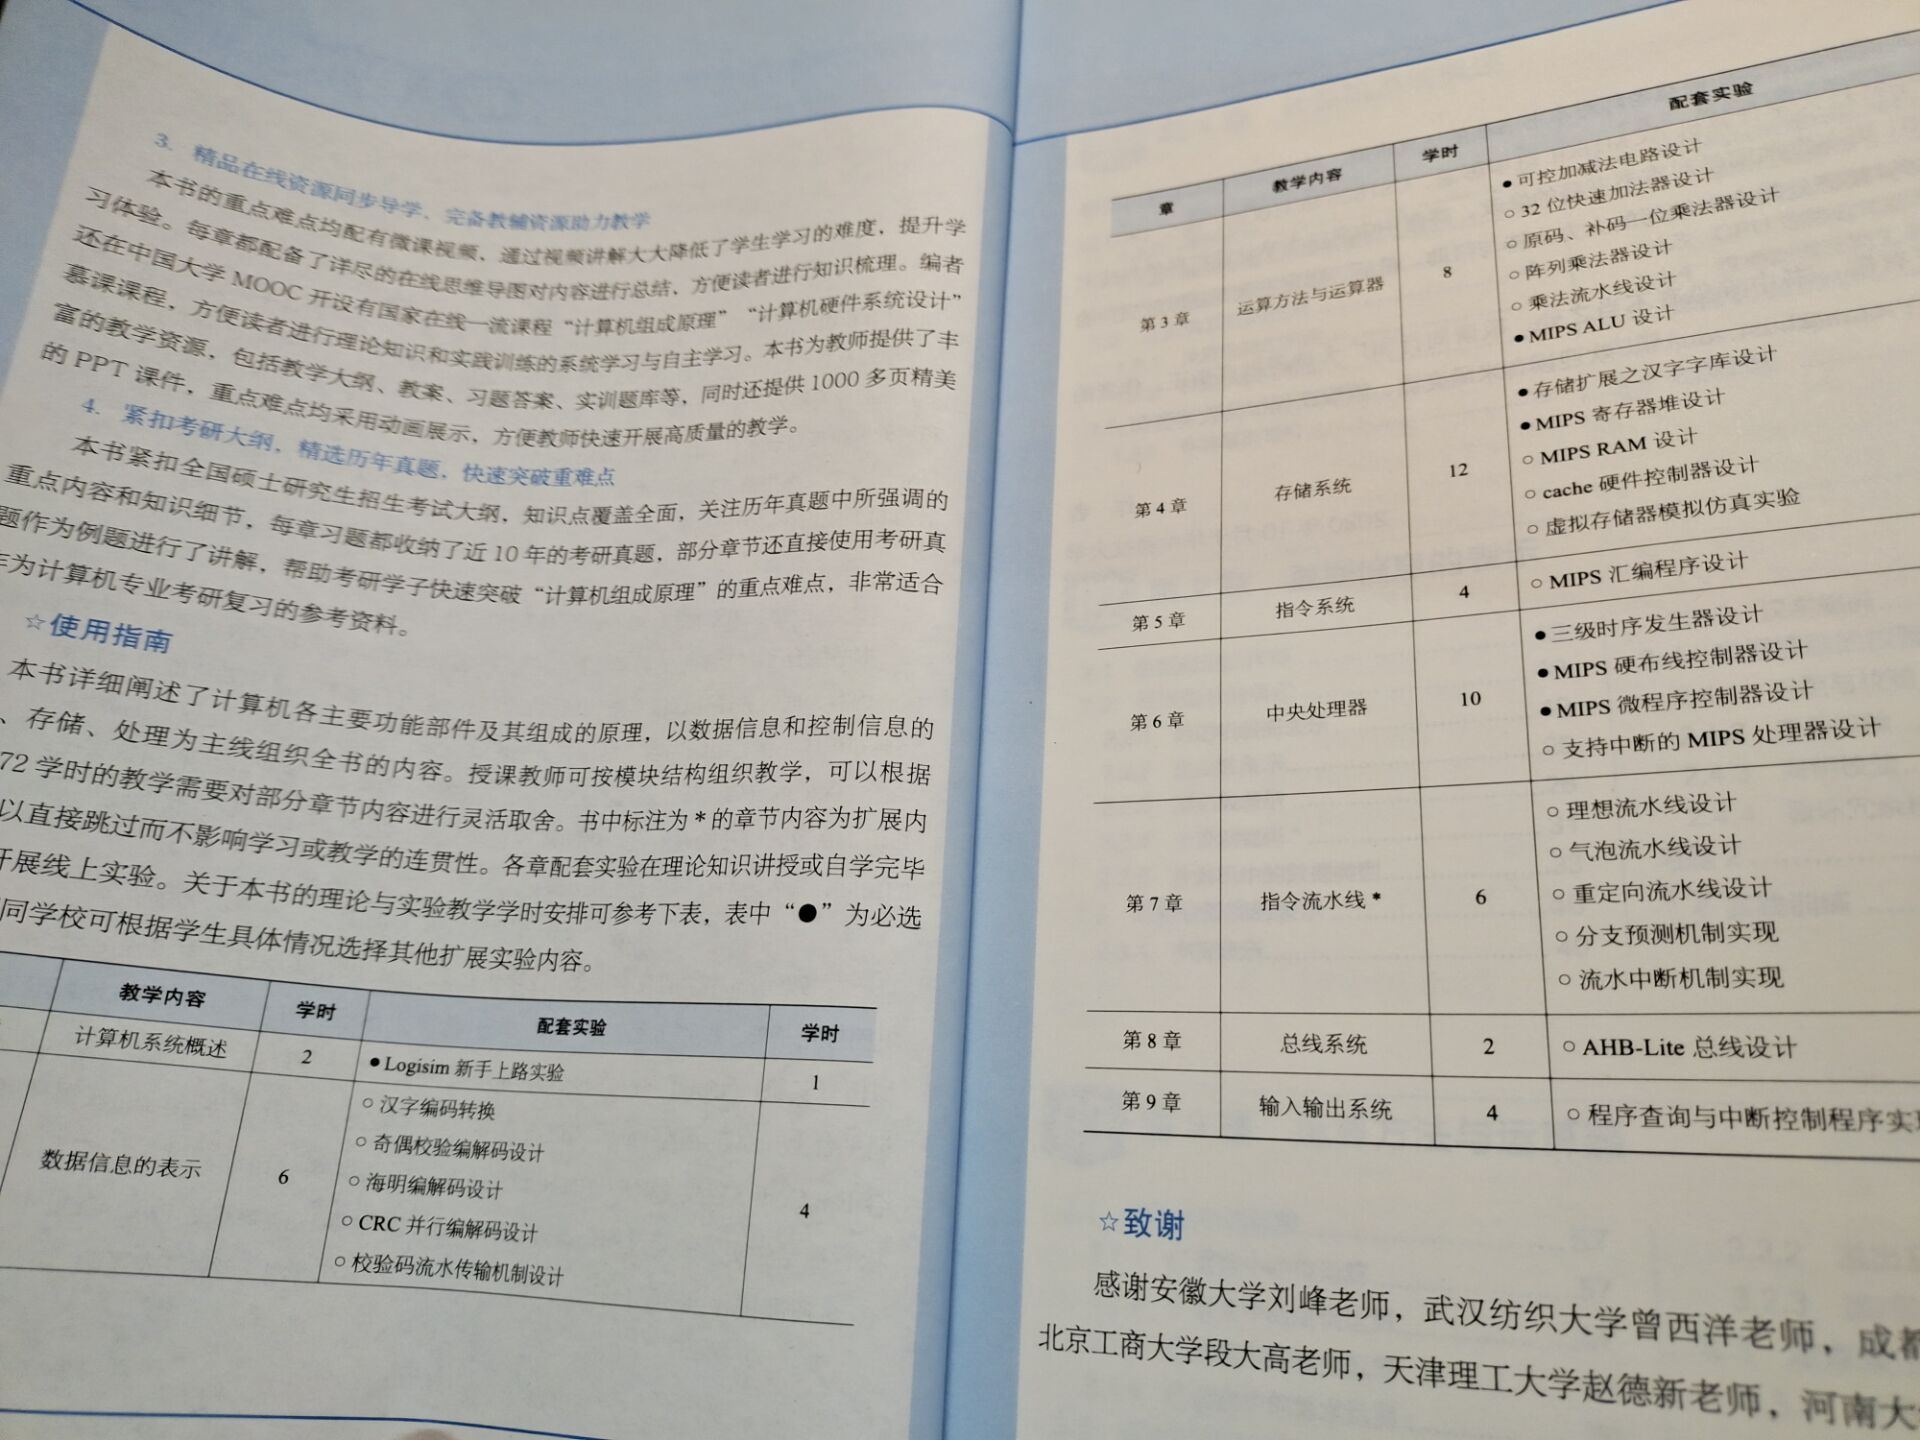 3. 精品在线资源同步导学，完备教辅资源助力教学
本书的重点难点均配有微课视频，通过视频讲解大大降低了学生学习的难度，提升学
习体验。每章都配备了详尽的在线思维导图对内容进行总结，方便读者进行知识梳理。编者
还在中国大学 MOOC 开设有国家在线一流课程“计算机组成原理”“计算机硬件系统设计”
慕课课程，方便读者进行理论知识和实践训练的系统学习与自主学习。本书为教师提供了丰
富的教学资源，包括教学大纲、教案、习题答案、实训题库等，同时还提供 1000 多页精美
的 PPT 课件，重点难点均采用动画展示，方便教师快速开展高质量的教学。
4. 紧扣考研大纲，精选历年真题，快速突破重难点
本书紧扣全国硕士研究生招生考试大纲，知识点覆盖全面，关注历年真题中所强调的
重点内容和知识细节，每章习题都收纳了近 10 年的考研真题，部分章节还直接使用考研真
题作为例题进行了讲解，帮助考研学子快速突破“计算机组成原理”的重点难点，非常适合
作为计算机专业考研复习的参考资料。
☆使用指南
本书详细阐述了计算机各主要功能部件及其组成的原理，以数据信息和控制信息的
、存储、处理为主线组织全书的内容。授课教师可按模块结构组织教学，可以根据
72 学时的教学需要对部分章节内容进行灵活取舍。书中标注为 * 的章节内容为扩展内
以直接跳过而不影响学习或教学的连贯性。各章配套实验在理论知识讲授或自学完毕
开展线上实验。关于本书的理论与实验教学学时安排可参考下表，表中“●”为必选
同学校可根据学生具体情况选择其他扩展实验内容。
教学内容 学时 配套实验 学时
计算机系统概述 2 ●Logisim 新手上路实验 1
数据信息的表示 6 ○汉字编码转换 4
○奇偶校验编解码设计
○海明编解码设计
○CRC 并行编解码设计
○校验码流水传输机制设计
章 教学内容 学时 配套实验
第 3 章 运算方法与运算器 8 ●可控加减法电路设计
○32 位快速加法器设计
○原码、补码一位乘法器设计
○阵列乘法器设计
○乘法流水线设计
●MIPS ALU 设计
第 4 章 存储系统 12 ●存储扩展之汉字字库设计
●MIPS 寄存器堆设计
○MIPS RAM 设计
○cache 硬件控制器设计
○虚拟存储器模拟仿真实验
第 5 章 指令系统 4 ○MIPS 汇编程序设计
第 6 章 中央处理器 10 ●三级时序发生器设计
●MIPS 硬布线控制器设计
●MIPS 微程序控制器设计
○支持中断的 MIPS 处理器设计
第 7 章 指令流水线 * 6 ○理想流水线设计
○气泡流水线设计
○重定向流水线设计
○分支预测机制实现
○流水中断机制实现
第 8 章 总线系统 2 ○AHB-Lite 总线设计
第 9 章 输入输出系统 4 ○程序查询与中断控制程序实
☆致谢
感谢安徽大学刘峰老师，武汉纺织大学曾西洋老师，成都
北京工商大学段大高老师，天津理工大学赵德新老师，河南大